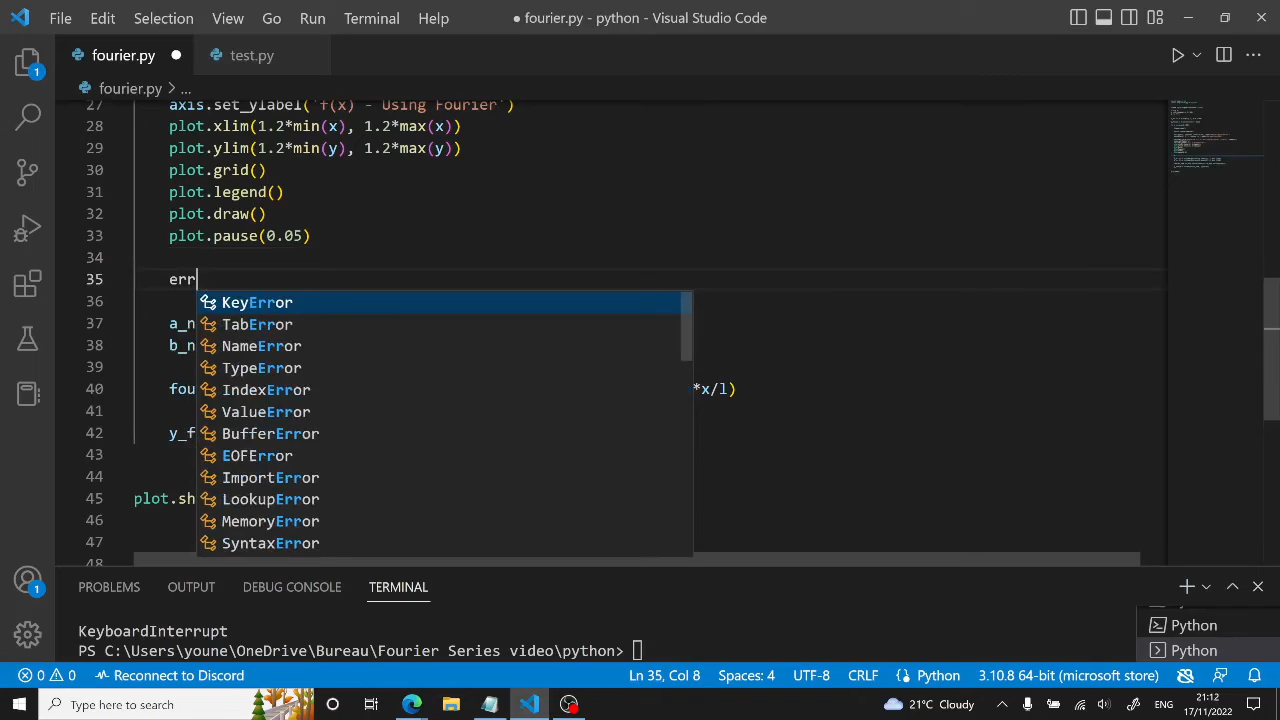 File Edit Selection View Go Run Terminal Help
● fourier.py - python - Visual Studio Code
fourier.py
test.py
fourier.py > ...
27 axis.set_ylabel('f(x) - Using Fourier')
28 plot.xlim(1.2*min(x), 1.2*max(x))
29 plot.ylim(1.2*min(y), 1.2*max(y))
30 plot.grid()
31 plot.legend()
32 plot.draw()
33 plot.pause(0.05)
34
35 err
KeyError
36
TabError
37 a_n
NameError
38 b_n
TypeError
39
IndexError
40 fou *x/l)
ValueError
41
BufferError
42 y_f
EOFError
43
ImportError
44
LookupError
45 plot.sh
MemoryError
46
SyntaxError
47
48
1
PROBLEMS OUTPUT DEBUG CONSOLE TERMINAL
KeyboardInterrupt
PS C:\Users\youne\OneDrive\Bureau\Fourier Series video\python>
Python
Python
1
0 0 Reconnect to Discord Ln 35, Col 8 Spaces: 4 UTF-8 CRLF Python 3.10.8 64-bit (microsoft store)
Type here to search
21°C Cloudy
ENG
21:12
17/11/2022